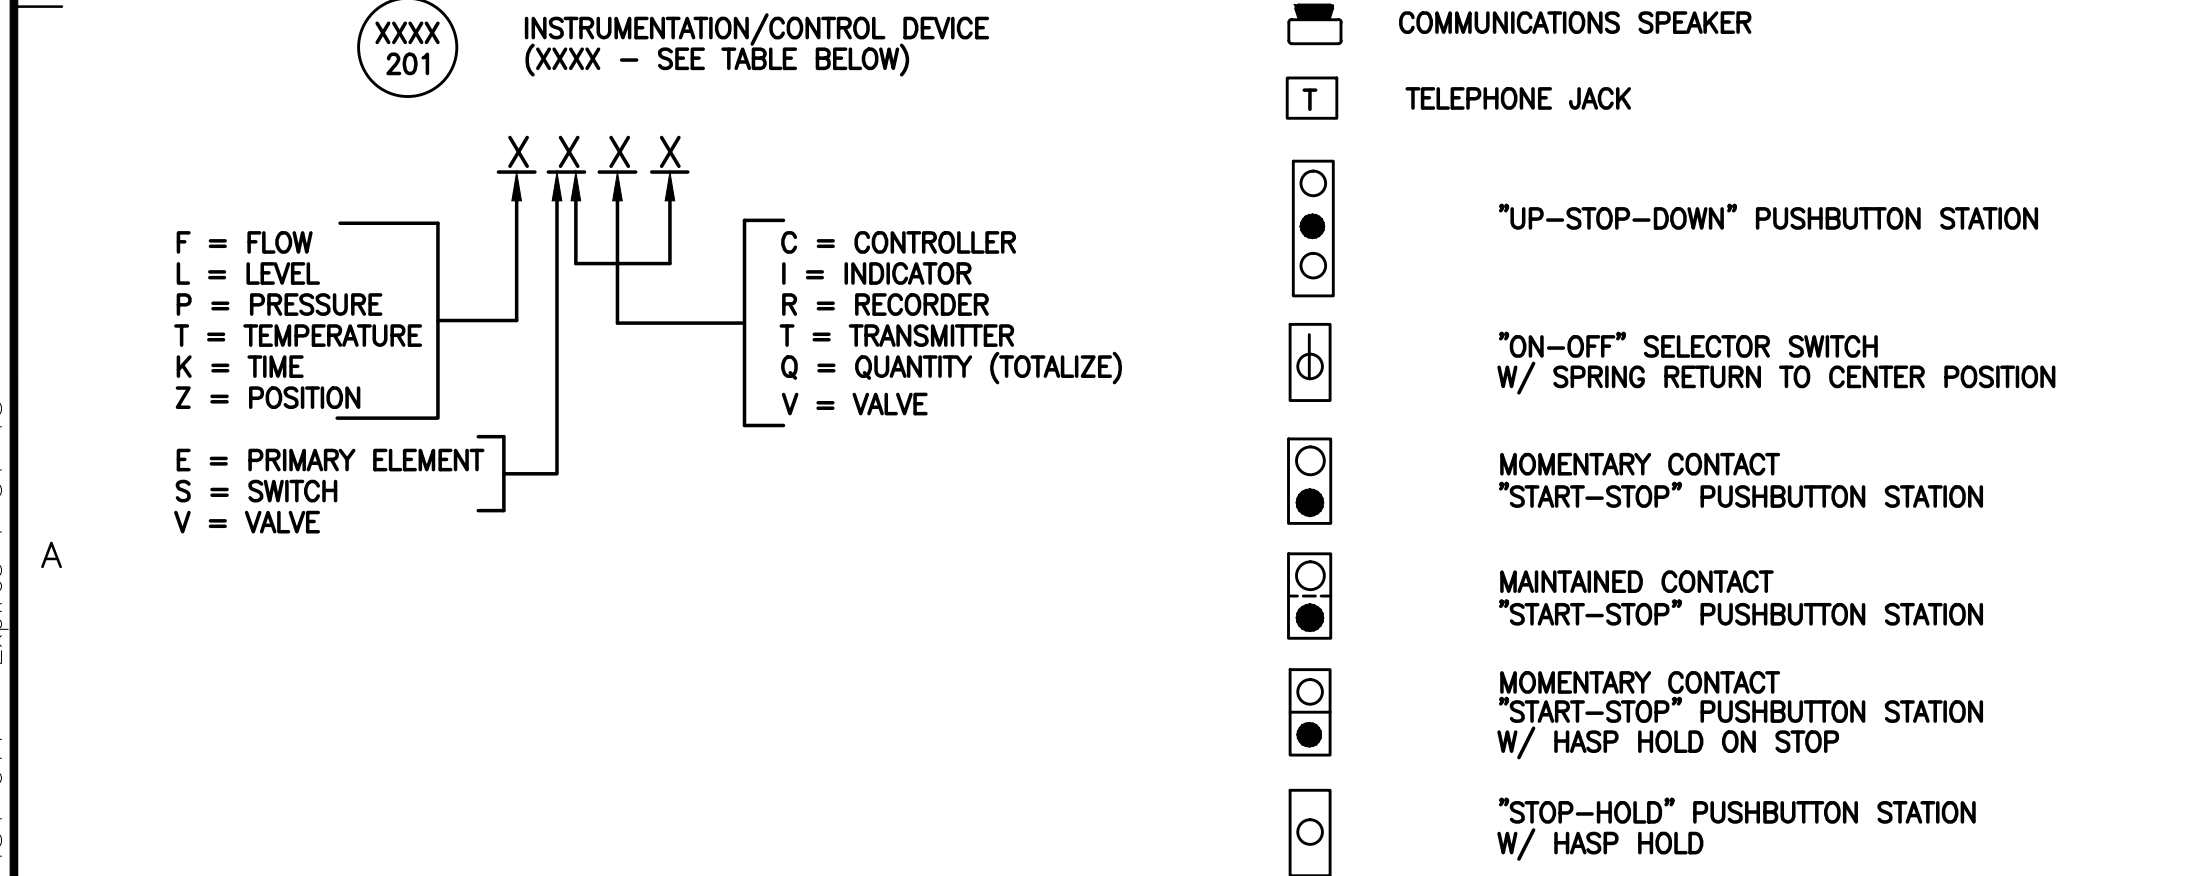 XXXX
201
INSTRUMENTATION/CONTROL DEVICE
(XXXX - SEE TABLE BELOW)
X X X X
F = FLOW
L = LEVEL
P = PRESSURE
T = TEMPERATURE
K = TIME
Z = POSITION
E = PRIMARY ELEMENT
S = SWITCH
V = VALVE
C = CONTROLLER
I = INDICATOR
R = RECORDER
T = TRANSMITTER
Q = QUANTITY (TOTALIZE)
V = VALVE
A
COMMUNICATIONS SPEAKER
T
TELEPHONE JACK
"UP-STOP-DOWN" PUSHBUTTON STATION
"ON-OFF" SELECTOR SWITCH
W/ SPRING RETURN TO CENTER POSITION
MOMENTARY CONTACT
"START-STOP" PUSHBUTTON STATION
MAINTAINED CONTACT
"START-STOP" PUSHBUTTON STATION
MOMENTARY CONTACT
"START-STOP" PUSHBUTTON STATION
W/ HASP HOLD ON STOP
"STOP-HOLD" PUSHBUTTON STATION
W/ HASP HOLD